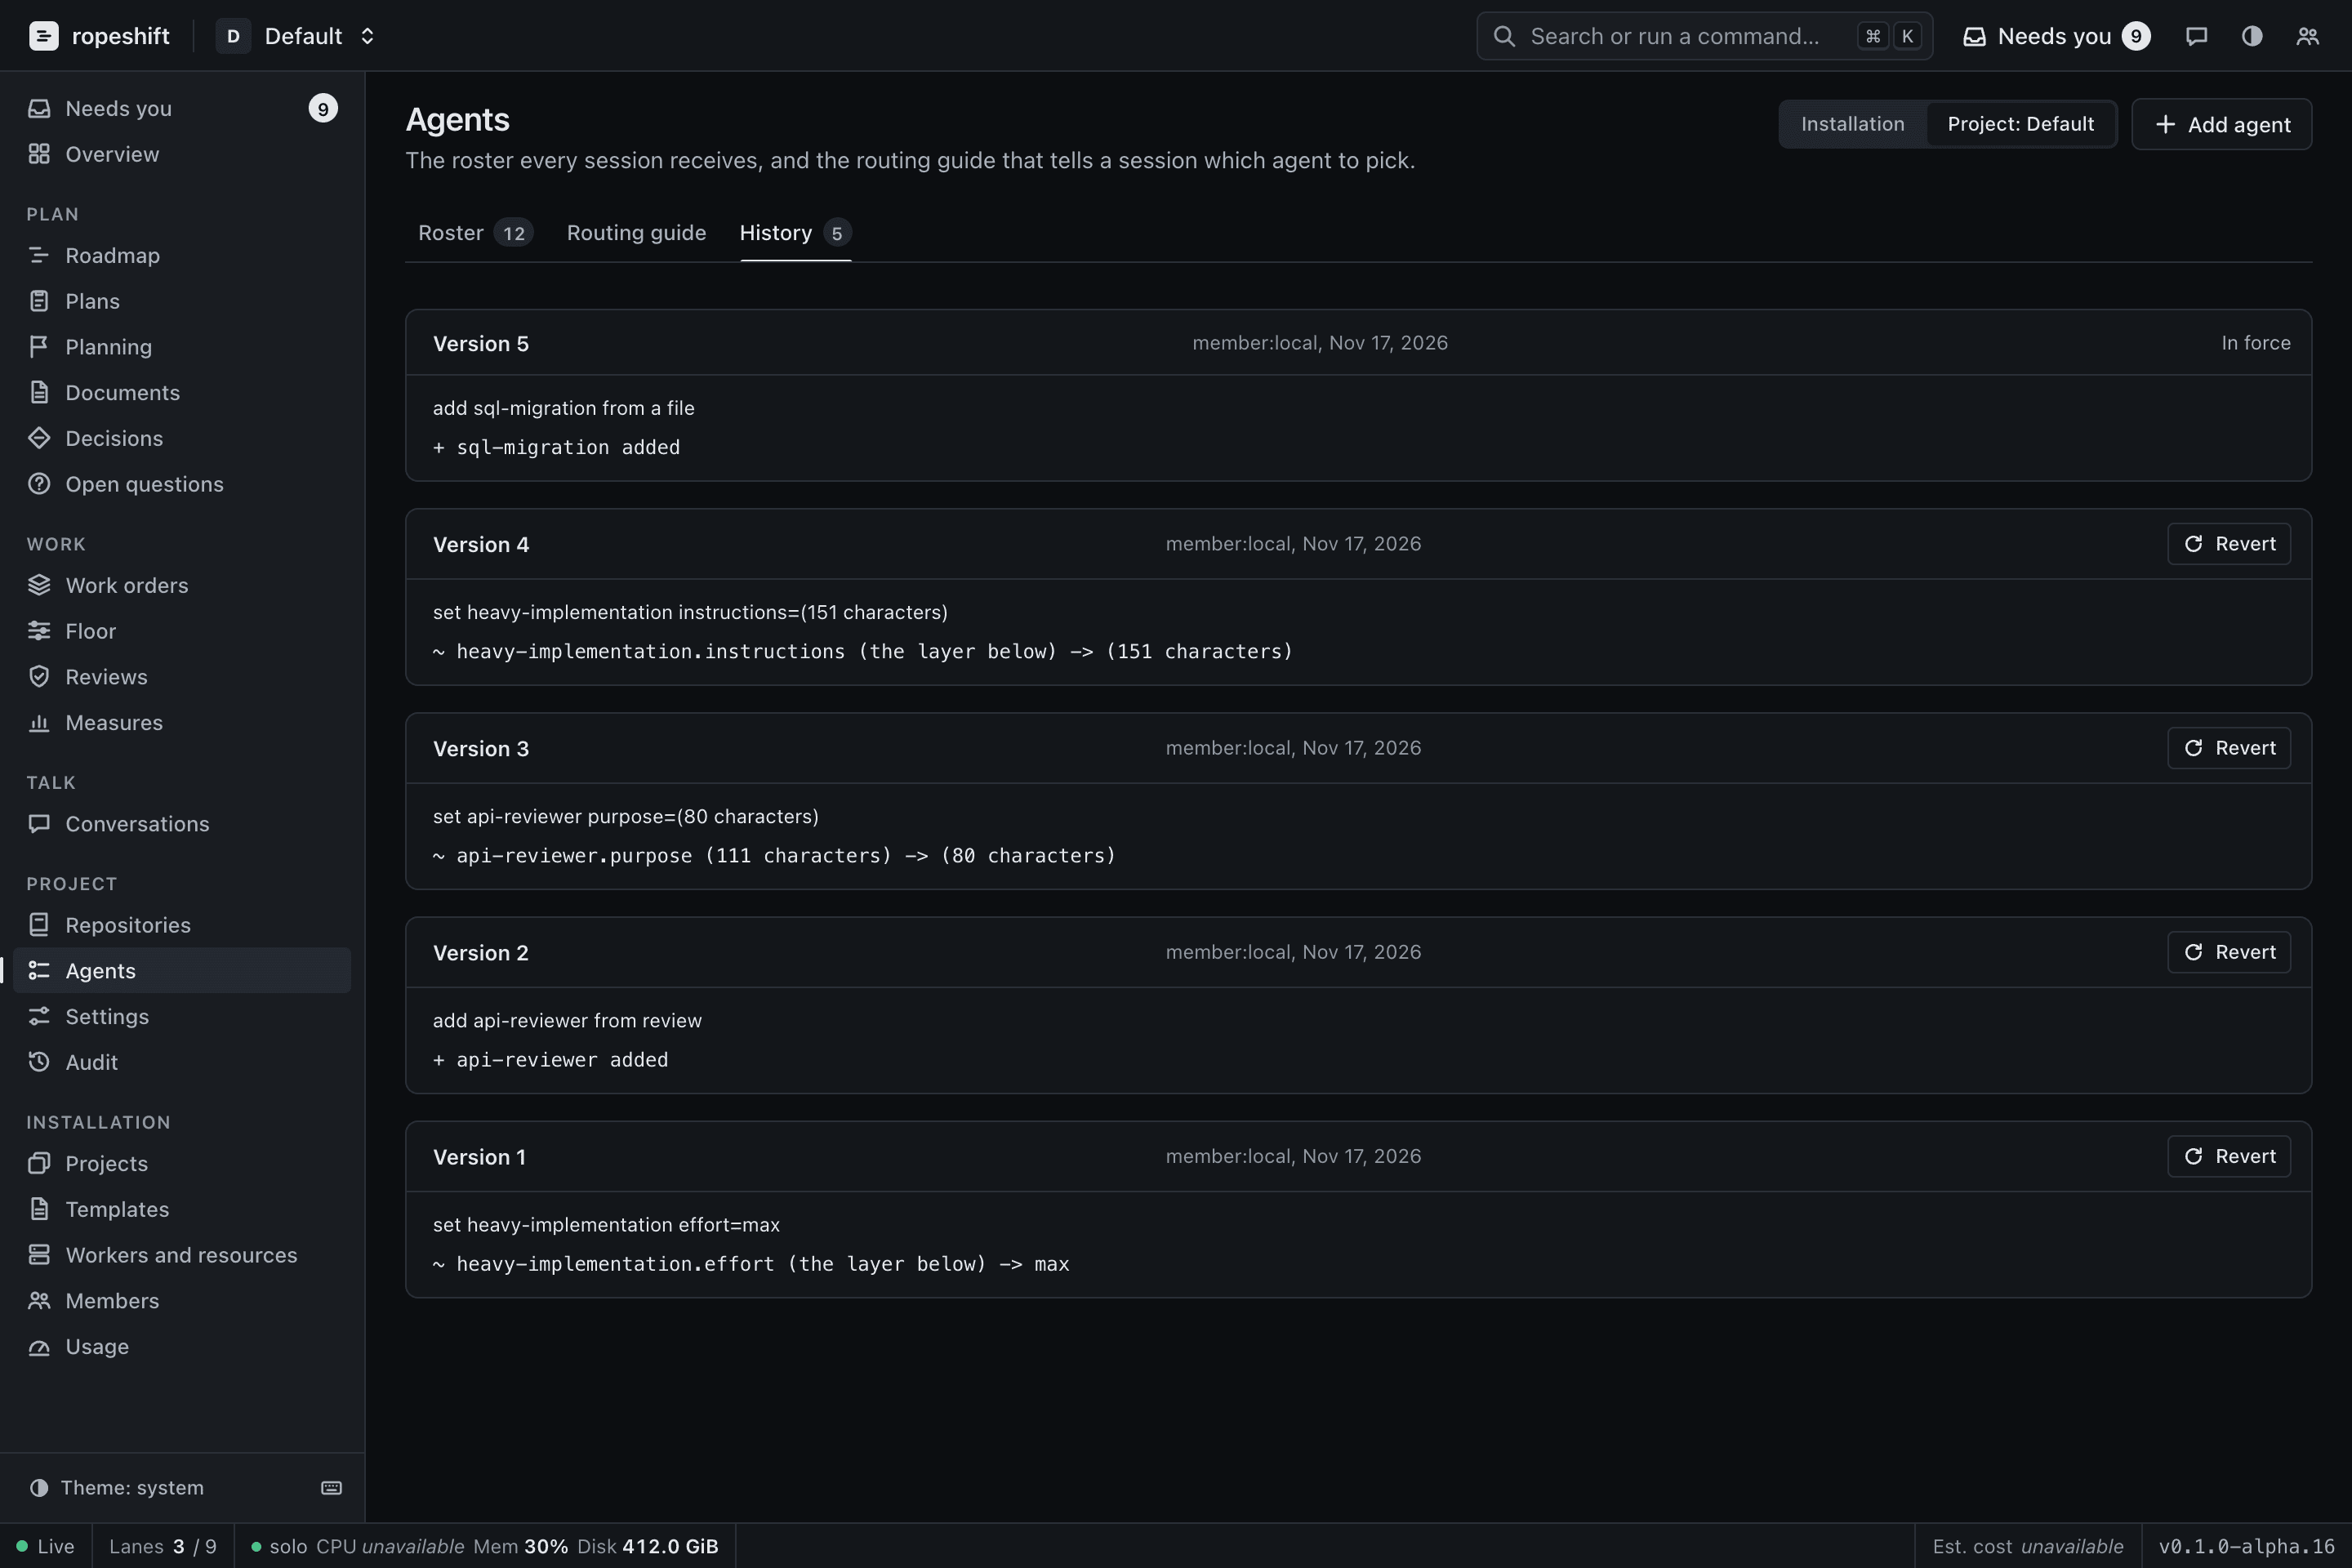 ropeshift
D Default
Search or run a command... ⌘ K
Needs you 9
Needs you 9
Overview
PLAN
Roadmap
Plans
Planning
Documents
Decisions
Open questions
WORK
Work orders
Floor
Reviews
Measures
TALK
Conversations
PROJECT
Repositories
Agents
Settings
Audit
INSTALLATION
Projects
Templates
Workers and resources
Members
Usage
Theme: system
Agents
The roster every session receives, and the routing guide that tells a session which agent to pick.
Installation Project: Default + Add agent
Roster 12 Routing guide History 5
Version 5 member:local, Nov 17, 2026 In force
add sql-migration from a file
+ sql-migration added
Version 4 member:local, Nov 17, 2026 Revert
set heavy-implementation instructions=(151 characters)
~ heavy-implementation.instructions (the layer below) -> (151 characters)
Version 3 member:local, Nov 17, 2026 Revert
set api-reviewer purpose=(80 characters)
~ api-reviewer.purpose (111 characters) -> (80 characters)
Version 2 member:local, Nov 17, 2026 Revert
add api-reviewer from review
+ api-reviewer added
Version 1 member:local, Nov 17, 2026 Revert
set heavy-implementation effort=max
~ heavy-implementation.effort (the layer below) -> max
Live Lanes 3 / 9 solo CPU unavailable Mem 30% Disk 412.0 GiB
Est. cost unavailable v0.1.0-alpha.16